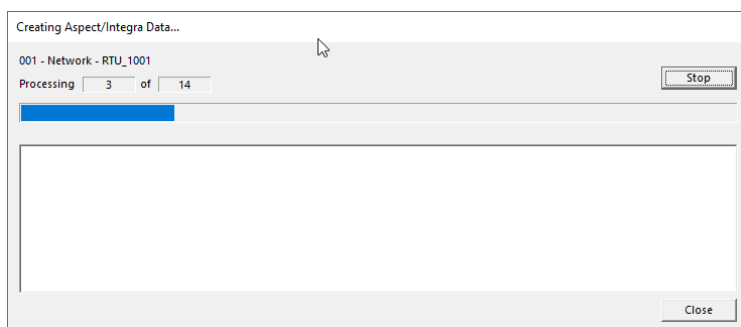 Creating Aspect/Integra Data...
001 - Network - RTU_1001
Processing 3 of 14
Stop
Close